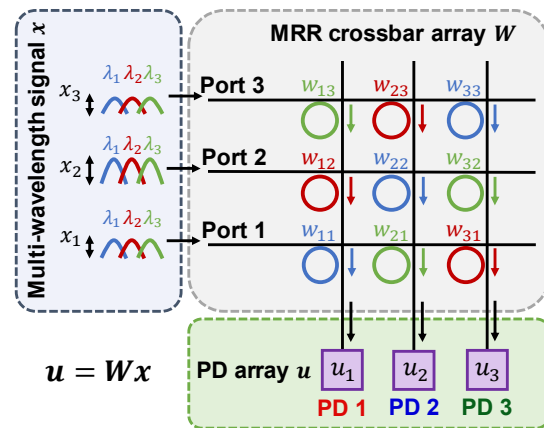 Multi-wavelength signal x
MRR crossbar array W
λ₁ λ₂ λ₃
x₃
Port 3
w₁₃ w₂₃ w₃₃
λ₁ λ₂ λ₃
x₂
Port 2
w₁₂ w₂₂ w₃₂
λ₁ λ₂ λ₃
x₁
Port 1
w₁₁ w₂₁ w₃₁
u = Wx
PD array u
u₁ u₂ u₃
PD 1 PD 2 PD 3